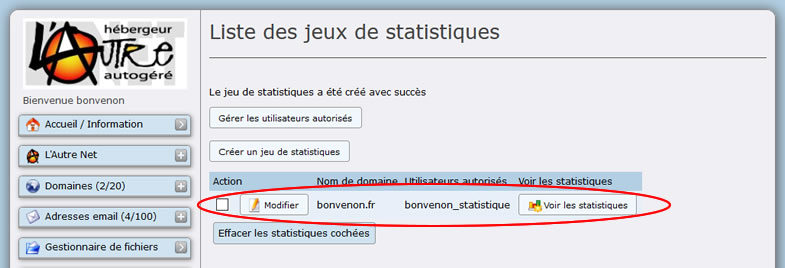 hébergeur
L'Autre
NET
autogéré
Bienvenue bonvenon
Accueil / Information
L'Autre Net
Domaines (2/20)
Adresses email (4/100)
Gestionnaire de fichiers
Liste des jeux de statistiques
Le jeu de statistiques a été créé avec succès
Gérer les utilisateurs autorisés
Créer un jeu de statistiques
Action Nom de domaine Utilisateurs autorisés Voir les statistiques
Modifier bonvenon.fr bonvenon_statistique Voir les statistiques
Effacer les statistiques cochées